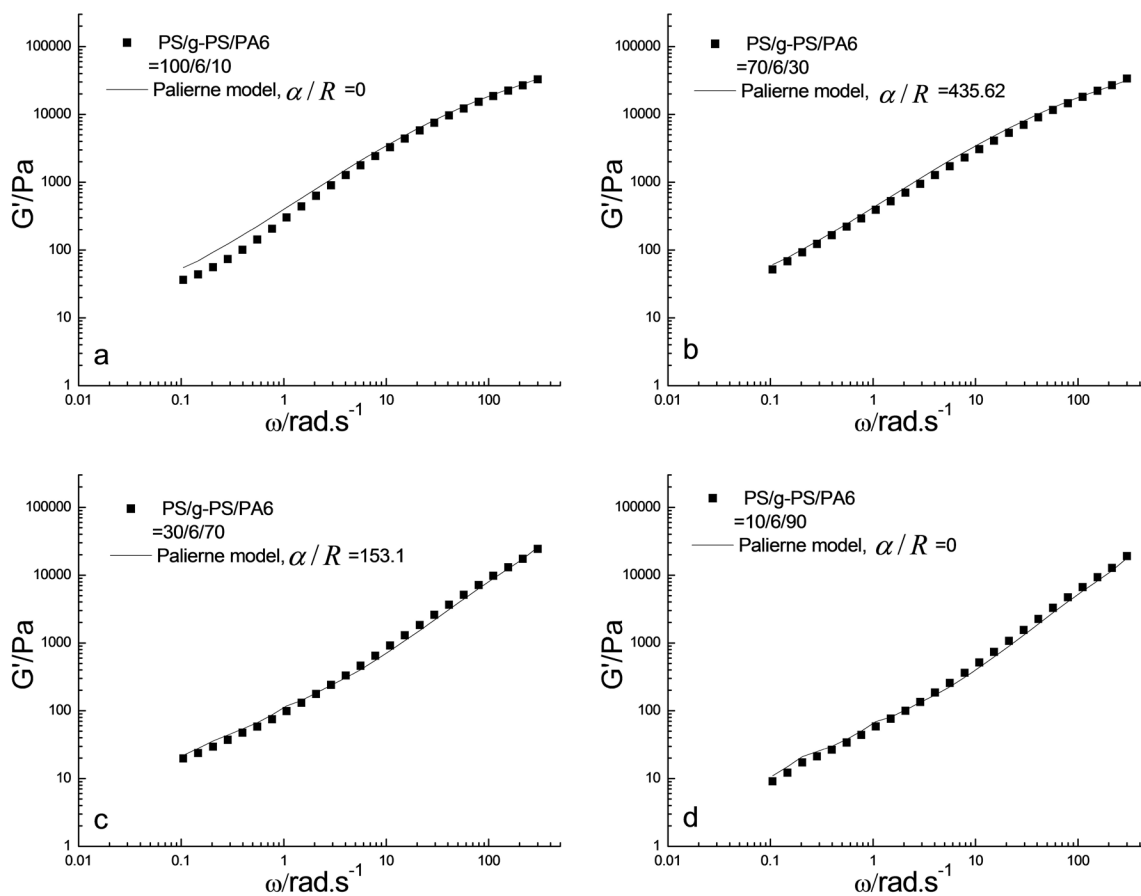 100000
10000
1000
100
10
1
G'/Pa
PS/g-PS/PA6
=100/6/10
Palierne model, α/R =0
a
0.01 0.1 1 10 100
ω/rad.s-1
100000
10000
1000
100
10
1
G'/Pa
PS/g-PS/PA6
=70/6/30
Palierne model, α/R =435.62
b
0.01 0.1 1 10 100
ω/rad.s-1
100000
10000
1000
100
10
1
G'/Pa
PS/g-PS/PA6
=30/6/70
Palierne model, α/R =153.1
c
0.01 0.1 1 10 100
ω/rad.s-1
100000
10000
1000
100
10
1
G'/Pa
PS/g-PS/PA6
=10/6/90
Palierne model, α/R =0
d
0.01 0.1 1 10 100
ω/rad.s-1